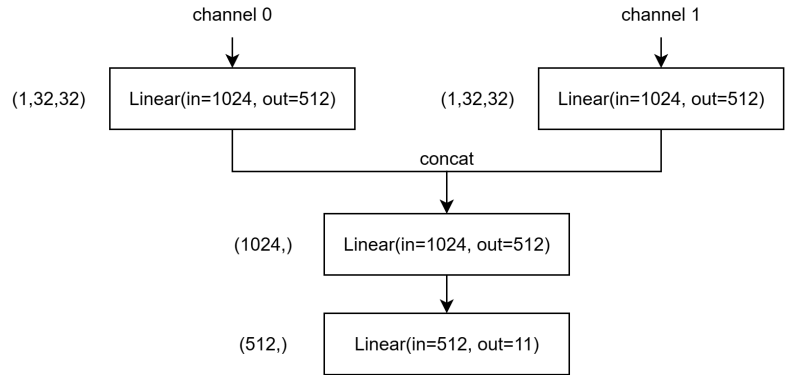 channel 0
channel 1
(1,32,32)
Linear(in=1024, out=512)
(1,32,32)
Linear(in=1024, out=512)
concat
(1024,)
Linear(in=1024, out=512)
(512,)
Linear(in=512, out=11)